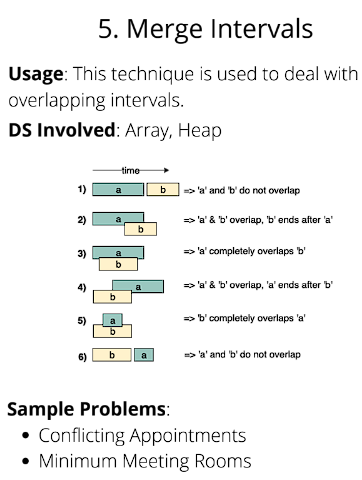 5. Merge Intervals
Usage: This technique is used to deal with
overlapping intervals.
DS Involved: Array, Heap
time
1) a b => 'a' and 'b' do not overlap
2) a b => 'a' & 'b' overlap, 'b' ends after 'a'
3) a b => 'a' completely overlaps 'b'
4) a b => 'a' & 'b' overlap, 'a' ends after 'b'
5) a b => 'b' completely overlaps 'a'
6) b a => 'a' and 'b' do not overlap
Sample Problems:
• Conflicting Appointments
• Minimum Meeting Rooms